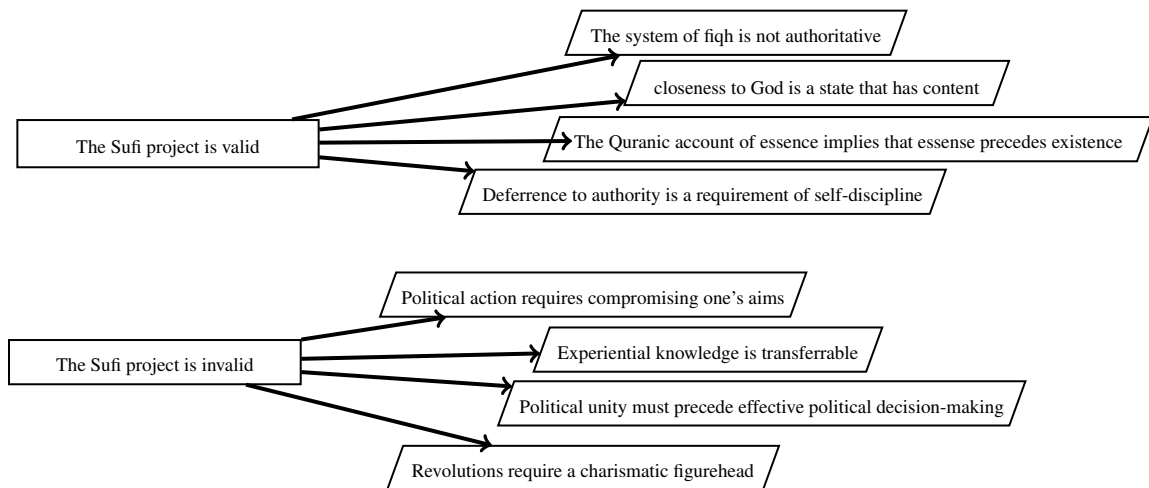 The system of fiqh is not authoritative
closeness to God is a state that has content
The Sufi project is valid
The Quranic account of essence implies that essense precedes existence
Deferrence to authority is a requirement of self-discipline
Political action requires compromising one's aims
Experiential knowledge is transferrable
The Sufi project is invalid
Political unity must precede effective political decision-making
Revolutions require a charismatic figurehead